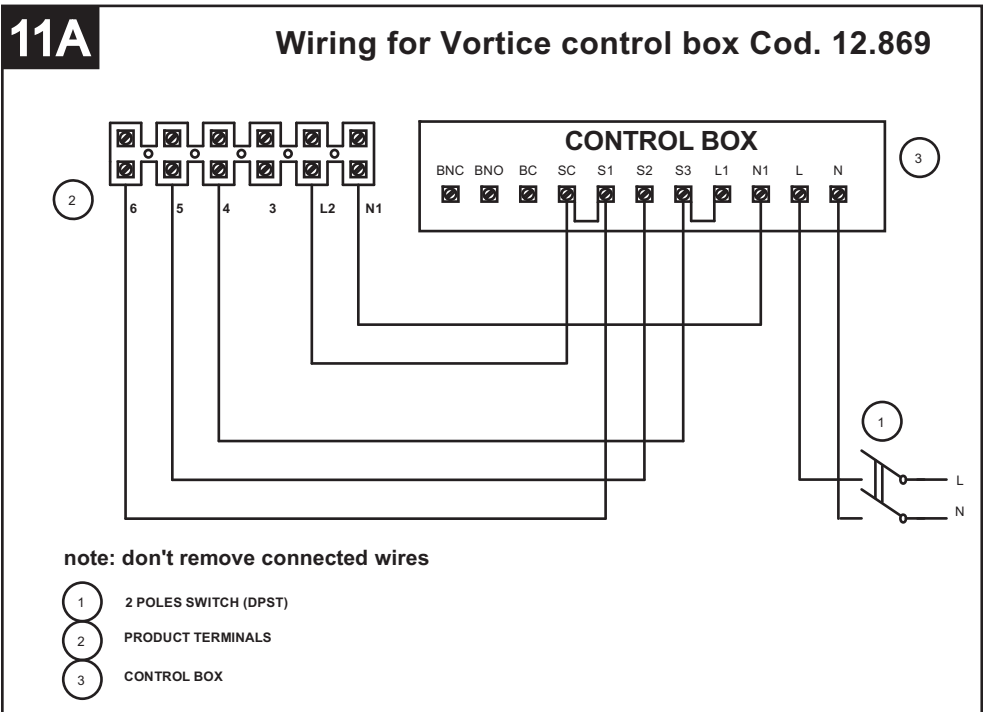 11A
Wiring for Vortice control box Cod. 12.869
CONTROL BOX
BNC BNO BC SC S1 S2 S3 L1 N1 L N
3
2
6 5 4 3 L2 N1
1
L
N
note: don't remove connected wires
1 2 POLES SWITCH (DPST)
2 PRODUCT TERMINALS
3 CONTROL BOX